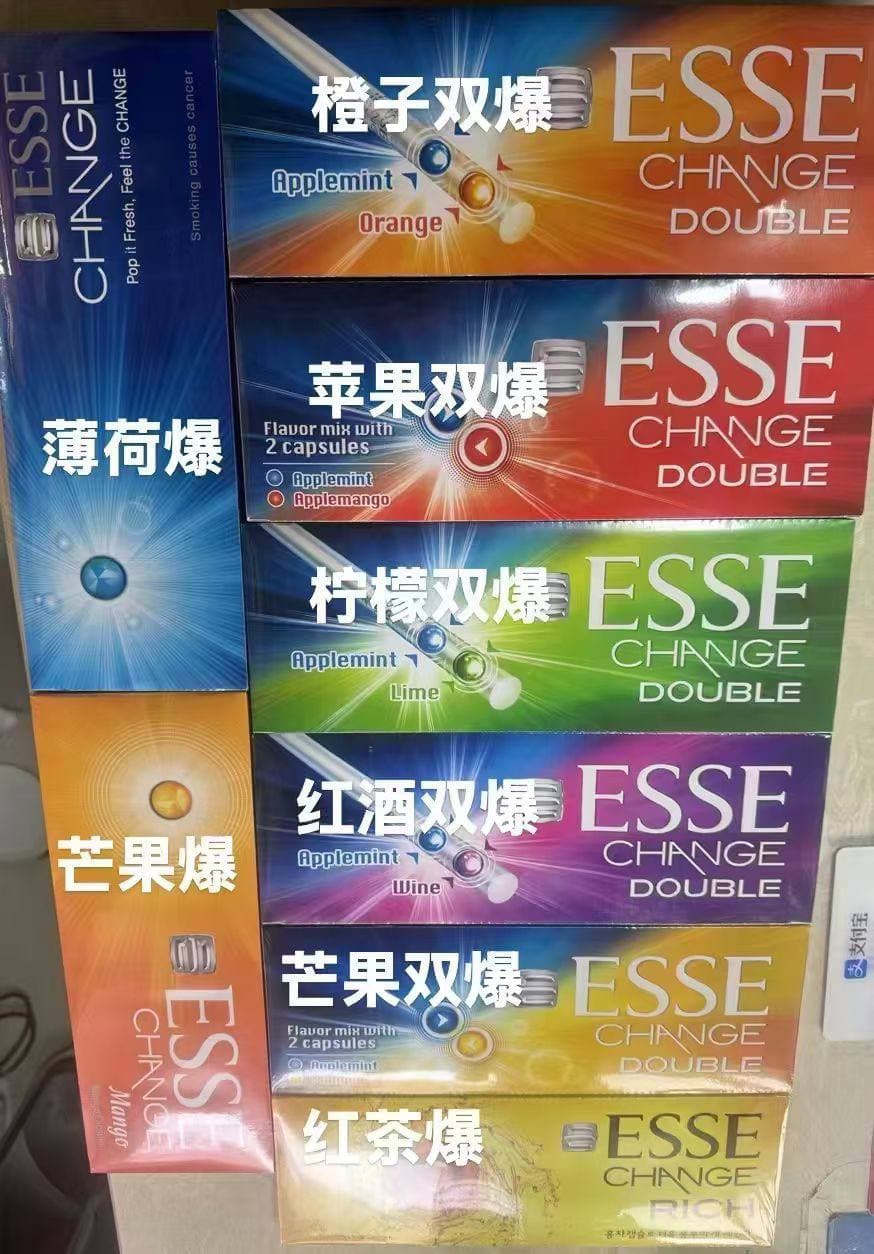 ESSE
CHANGE
Pop it Fresh, Feel the CHANGE
Smoking causes cancer
薄荷爆
芒果爆
ESSE
CHANGE
Mango
橙子双爆
Applemint
Orange
ESSE
CHANGE
DOUBLE
苹果双爆
Flavor mix with
2 capsules
Applemint
Applemango
ESSE
CHANGE
DOUBLE
柠檬双爆
Applemint
Lime
ESSE
CHANGE
DOUBLE
红酒双爆
Applemint
Wine
ESSE
CHANGE
DOUBLE
芒果双爆
Flavor mix with
2 capsules
Applemint
ESSE
CHANGE
DOUBLE
红茶爆
ESSE
CHANGE
RICH
支付宝